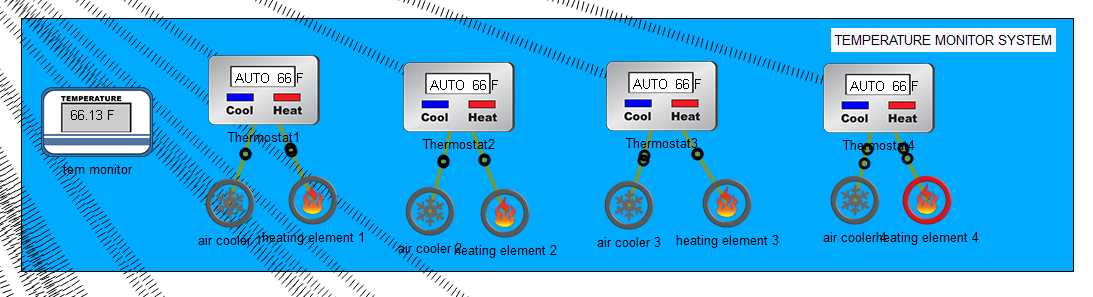 TEMPERATURE MONITOR SYSTEM
TEMPERATURE
66.13 F
tem monitor
AUTO 66 F
Cool Heat
Thermostat1
air cooler 1
heating element 1
AUTO 66 F
Cool Heat
Thermostat2
air cooler 2
heating element 2
AUTO 66 F
Cool Heat
Thermostat3
air cooler 3
heating element 3
AUTO 66 F
Cool Heat
Thermostat4
air cooler 4
heating element 4